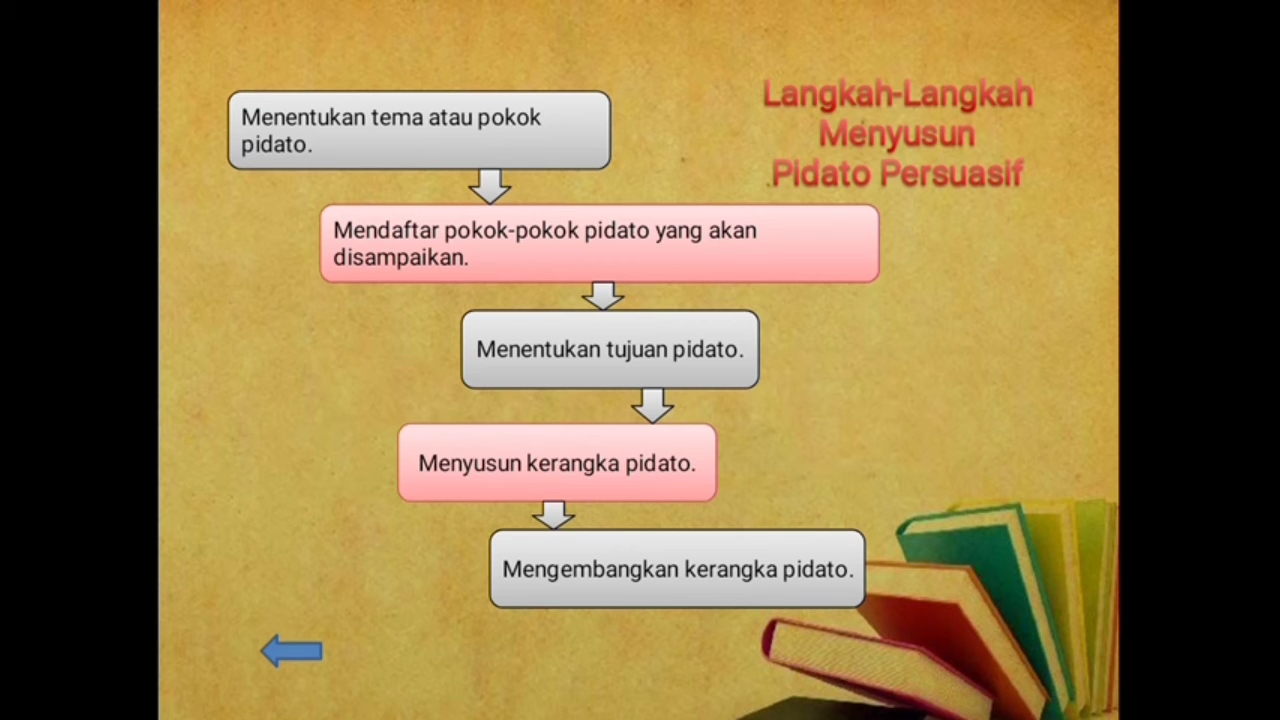 Langkah-Langkah
Menyusun
Pidato Persuasif
Menentukan tema atau pokok
pidato.
Mendaftar pokok-pokok pidato yang akan
disampaikan.
Menentukan tujuan pidato.
Menyusun kerangka pidato.
Mengembangkan kerangka pidato.